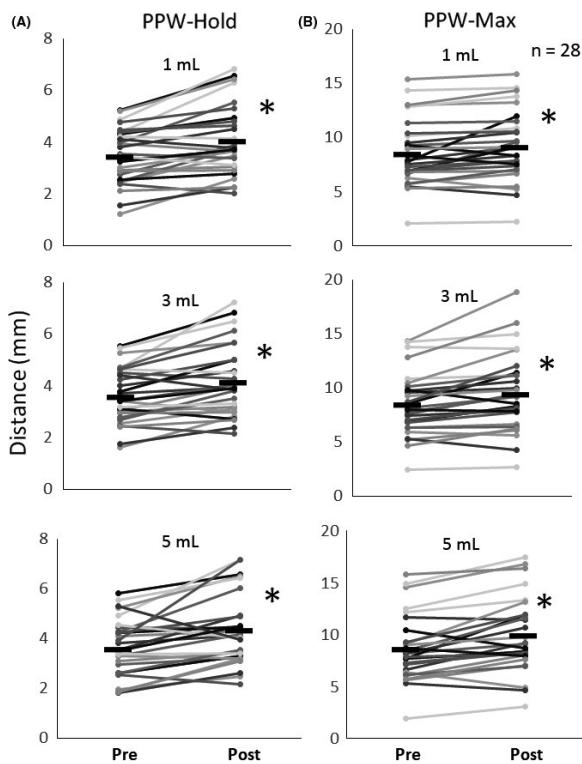 (A) PPW-Hold (B) PPW-Max
1 mL 1 mL n = 28
8 20
6 15
4 * 10 *
2 5
0 0
3 mL 3 mL
8 20
6 15
4 * 10 *
2 5
0 0
Distance (mm)
5 mL 5 mL
8 20
6 15
4 * 10 *
2 5
0 0
Pre Post Pre Post